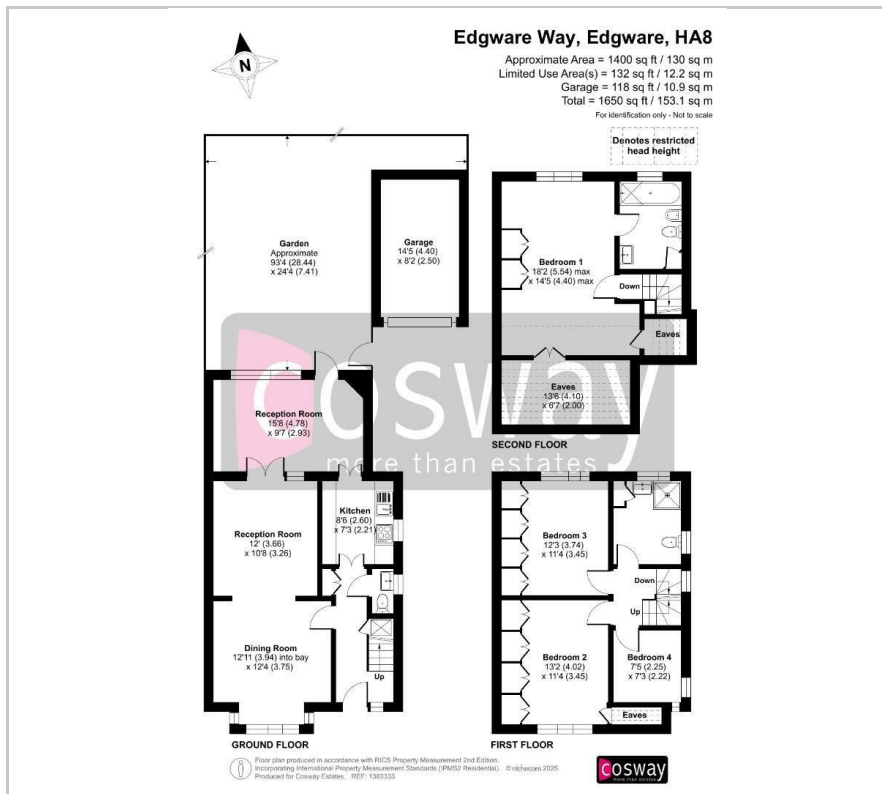 Edgware Way, Edgware, HA8
Approximate Area = 1400 sq ft / 130 sq m
Limited Use Area(s) = 132 sq ft / 12.2 sq m
Garage = 118 sq ft / 10.9 sq m
Total = 1650 sq ft / 153.1 sq m
For identification only - Not to scale
N
Denotes restricted
head height
Garden
Approximate
93'4 (28.44)
x 24'4 (7.41)
Garage
14'5 (4.40)
x 8'2 (2.50)
Bedroom 1
18'2 (5.54) max
x 14'5 (4.40) max
Down
Eaves
Eaves
13'6 (4.10)
x 6'7 (2.00)
SECOND FLOOR
cosway
more than estates
Reception Room
15'8 (4.78)
x 9'7 (2.93)
Reception Room
12' (3.66)
x 10'8 (3.26)
Kitchen
8'6 (2.60)
x 7'3 (2.21)
Dining Room
12'11 (3.94) into bay
x 12'4 (3.75)
Up
GROUND FLOOR
Bedroom 3
12'3 (3.74)
x 11'4 (3.45)
Down
Up
Bedroom 2
13'2 (4.02)
x 11'4 (3.45)
Bedroom 4
7'5 (2.25)
x 7'3 (2.22)
Eaves
FIRST FLOOR
Floor plan produced in accordance with RICS Property Measurement 2nd Edition,
Incorporating International Property Measurement Standards (IPMS2 Residential). © nichecom 2025.
Produced for Cosway Estates. REF: 1383333
cosway
more than estates